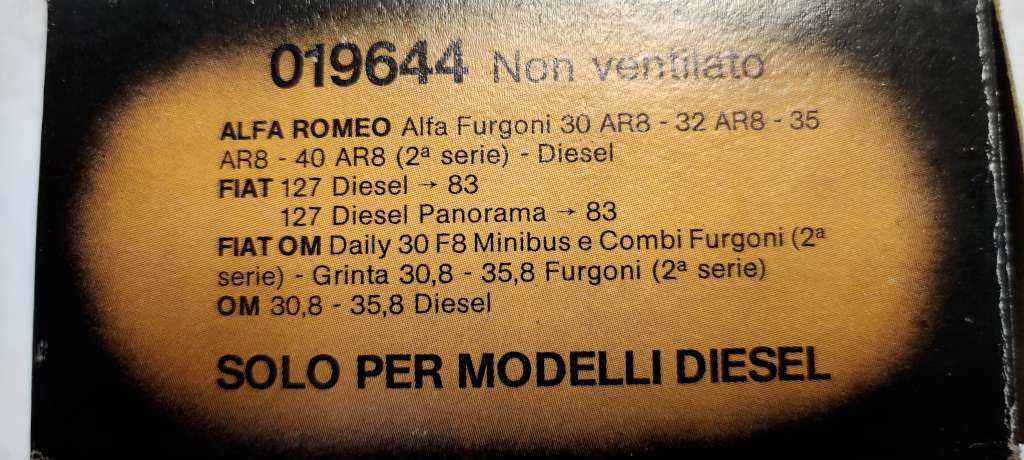 019644 Non ventilato
ALFA ROMEO Alfa Furgoni 30 AR8 - 32 AR8 - 35
AR8 - 40 AR8 (2ª serie) - Diesel
FIAT 127 Diesel → 83
127 Diesel Panorama → 83
FIAT OM Daily 30 F8 Minibus e Combi Furgoni (2ª
serie) - Grinta 30,8 - 35,8 Furgoni (2ª serie)
OM 30,8 - 35,8 Diesel
SOLO PER MODELLI DIESEL